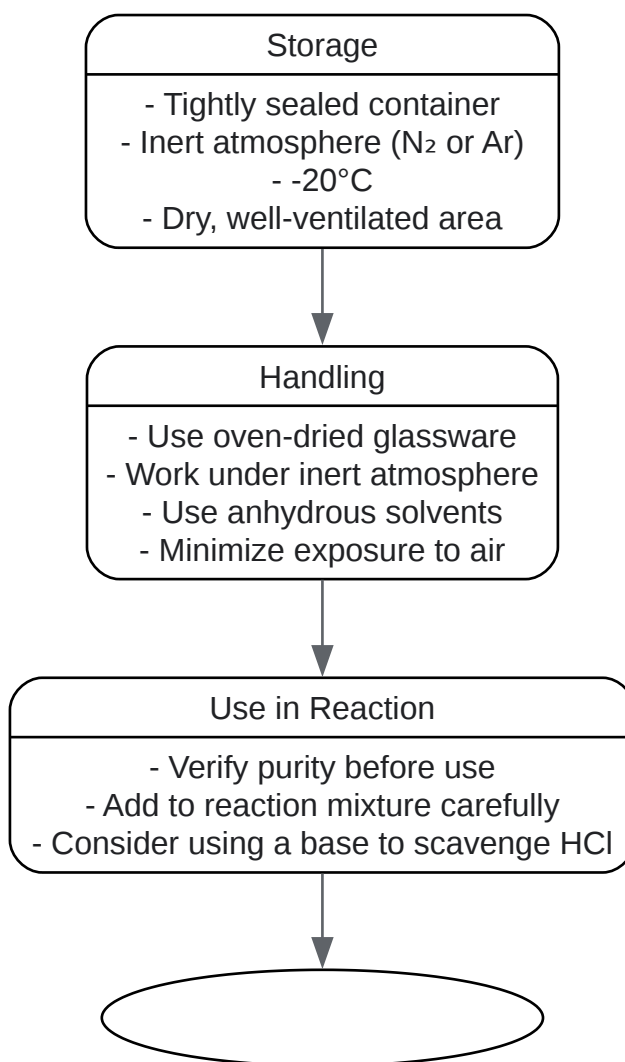 Storage
- Tightly sealed container
- Inert atmosphere (N₂ or Ar)
- -20°C
- Dry, well-ventilated area
Handling
- Use oven-dried glassware
- Work under inert atmosphere
- Use anhydrous solvents
- Minimize exposure to air
Use in Reaction
- Verify purity before use
- Add to reaction mixture carefully
- Consider using a base to scavenge HCl